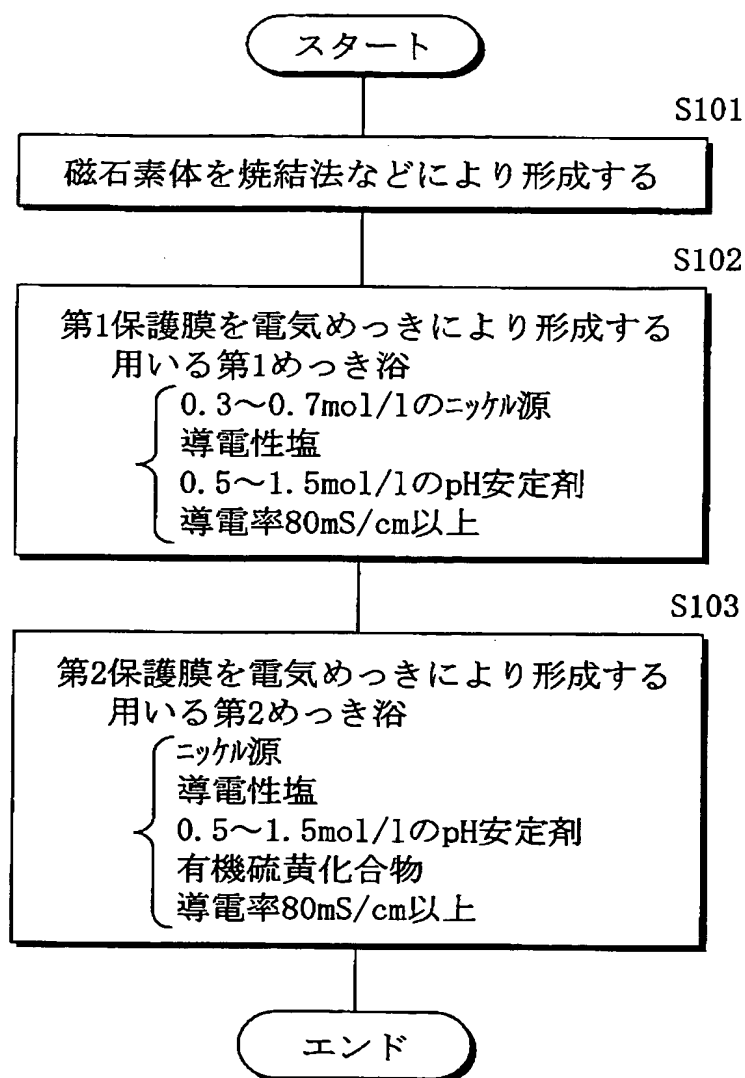 スタート
S101
磁石素体を焼結法などにより形成する
S102
第1保護膜を電気めっきにより形成する
用いる第1めっき浴
0.3～0.7mol/lのニッケル源
導電性塩
0.5～1.5mol/lのpH安定剤
導電率80mS/cm以上
S103
第2保護膜を電気めっきにより形成する
用いる第2めっき浴
ニッケル源
導電性塩
0.5～1.5mol/lのpH安定剤
有機硫黄化合物
導電率80mS/cm以上
エンド